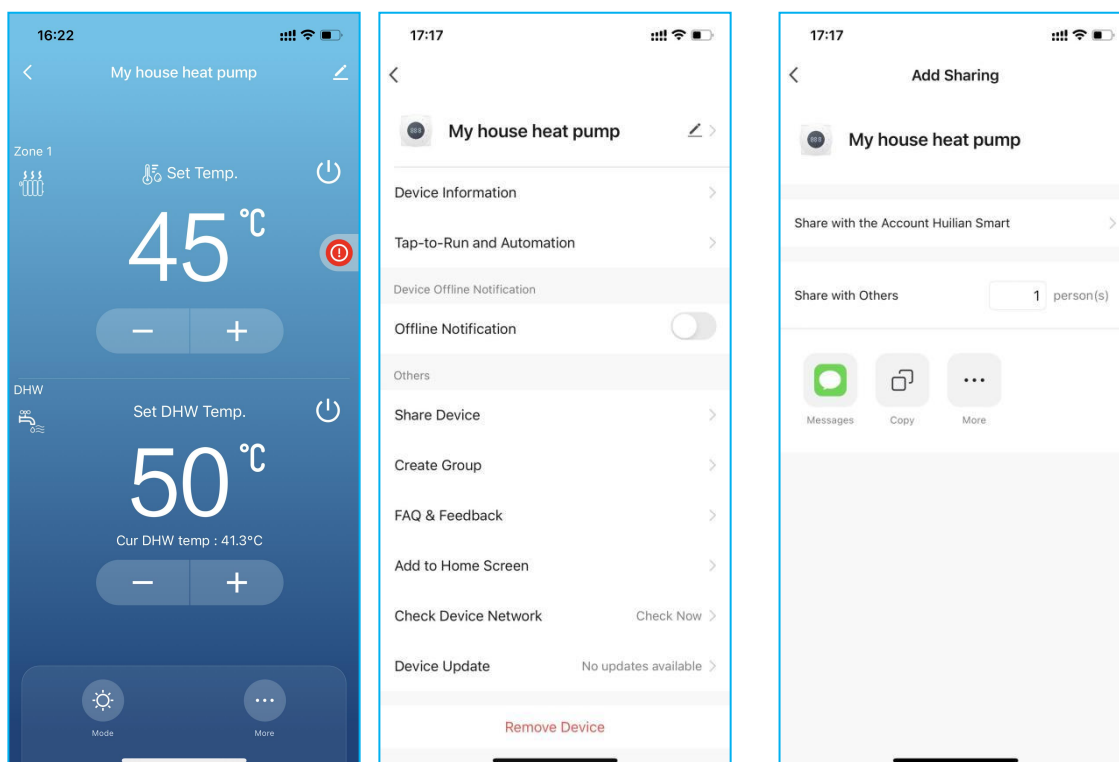 16:22
My house heat pump
Zone 1
Set Temp.
45 °C
DHW
Set DHW Temp.
50 °C
Cur DHW temp : 41.3°C
Mode
More
17:17
My house heat pump
Device Information
Tap-to-Run and Automation
Device Offline Notification
Offline Notification
Others
Share Device
Create Group
FAQ & Feedback
Add to Home Screen
Check Device Network Check Now
Device Update No updates available
Remove Device
17:17
Add Sharing
My house heat pump
Share with the Account Huilian Smart
Share with Others 1 person(s)
Messages Copy More